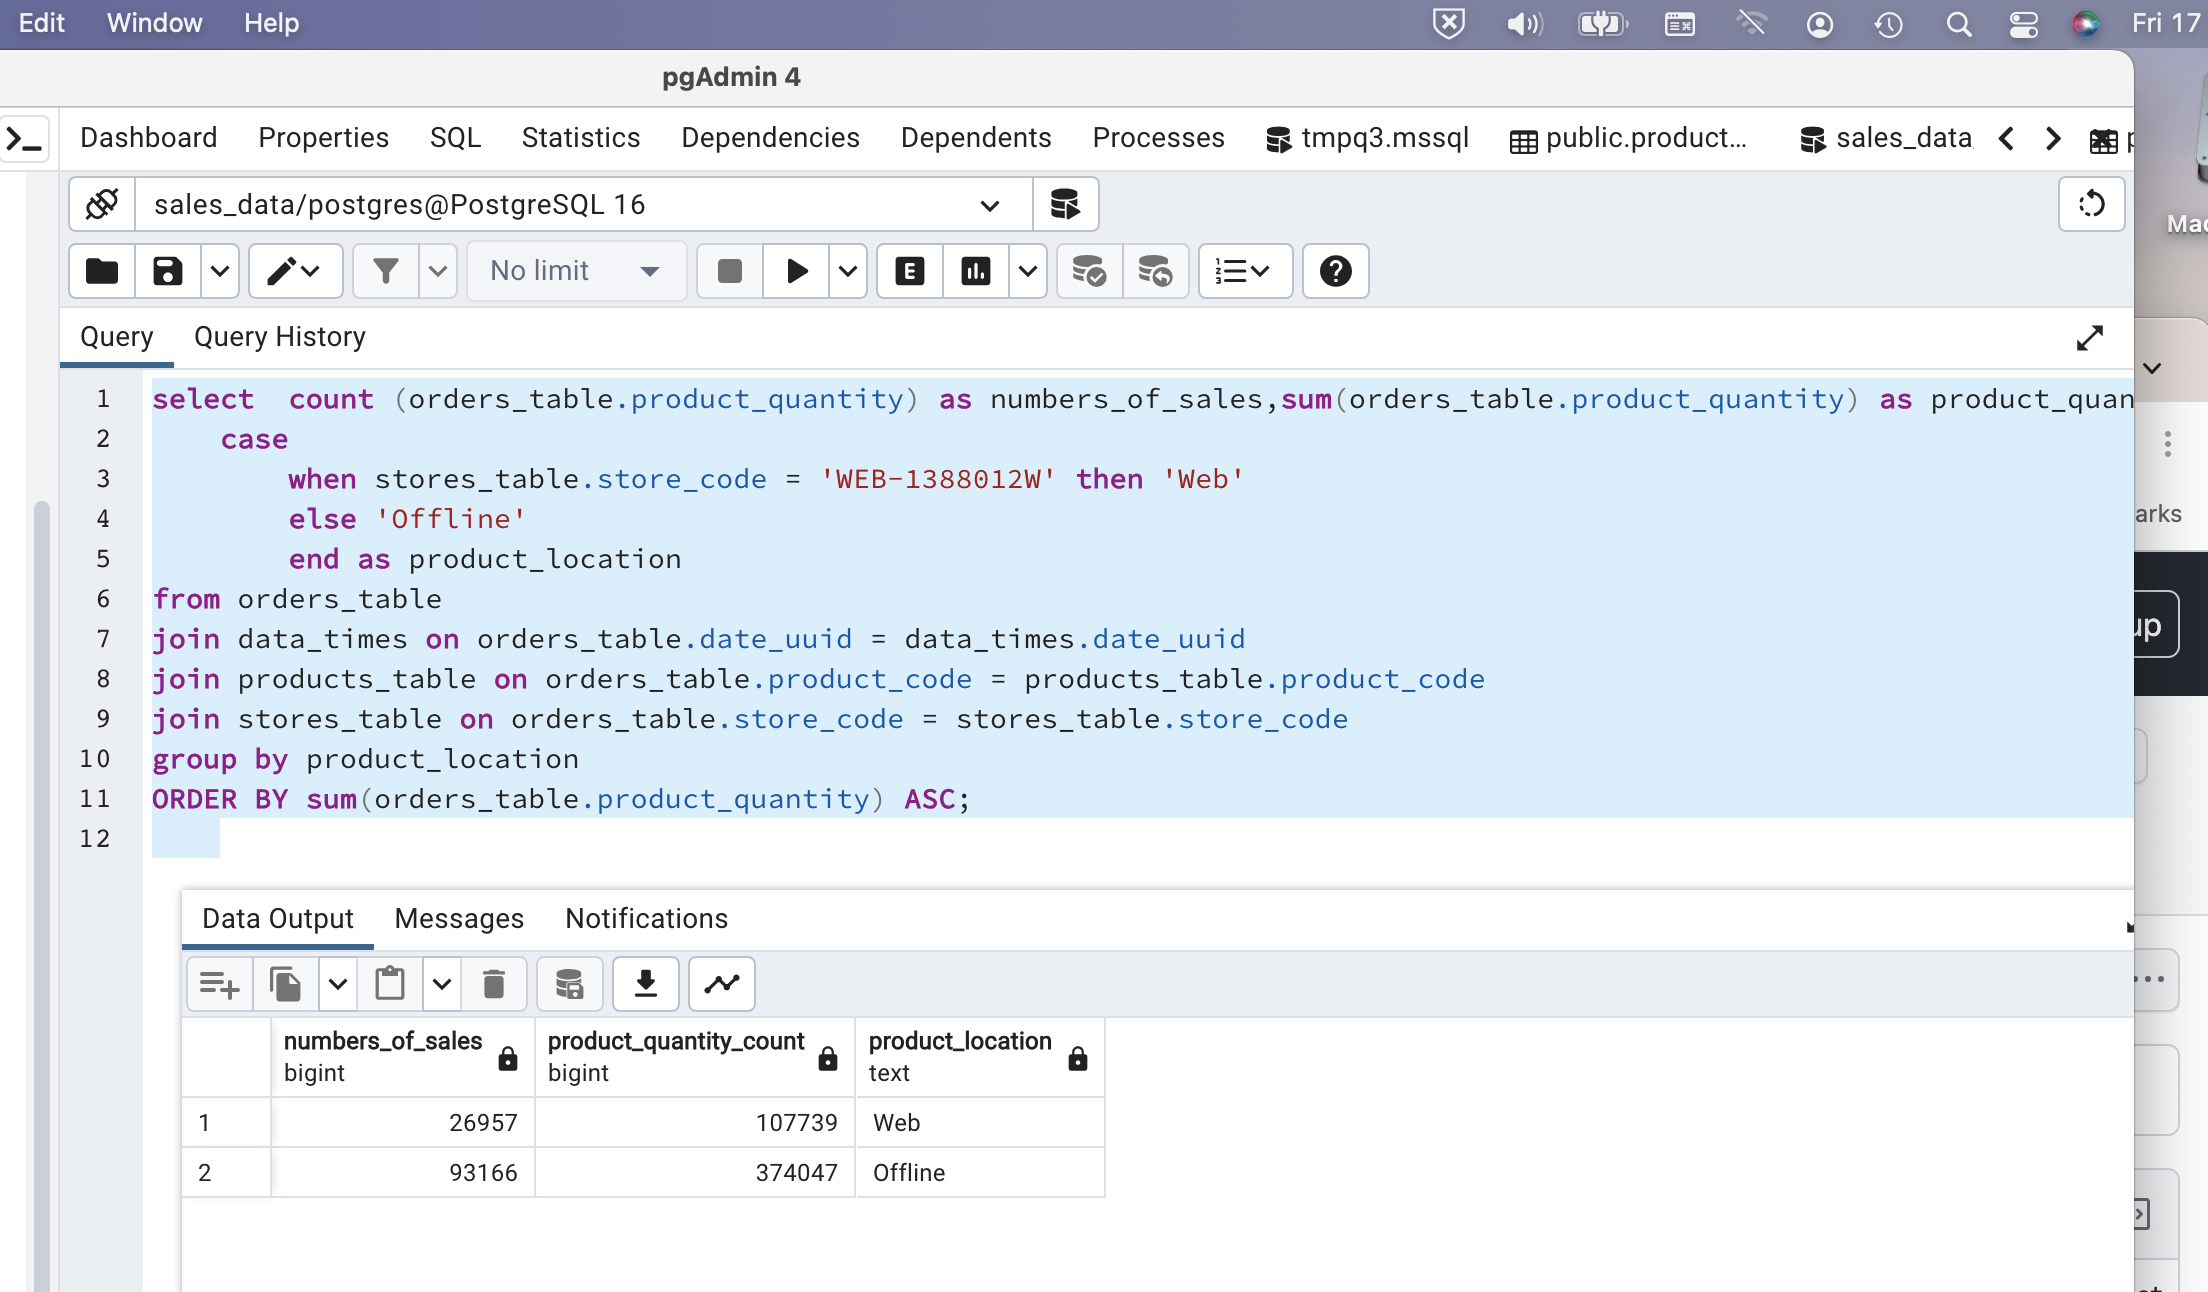 Edit Window Help Fri 17
pgAdmin 4
Dashboard Properties SQL Statistics Dependencies Dependents Processes tmpq3.mssql public.product... sales_data
Mac
sales_data/postgres@PostgreSQL 16
No limit E
Query Query History
1 select  count (orders_table.product_quantity) as numbers_of_sales,sum(orders_table.product_quantity) as product_quan
2 case
3 when stores_table.store_code = 'WEB-1388012W' then 'Web'
4 else 'Offline'
5 end as product_location
6 from orders_table
7 join data_times on orders_table.date_uuid = data_times.date_uuid
8 join products_table on orders_table.product_code = products_table.product_code
9 join stores_table on orders_table.store_code = stores_table.store_code
10 group by product_location
11 ORDER BY sum(orders_table.product_quantity) ASC;
12
arks
up
Data Output Messages Notifications
numbers_of_sales product_quantity_count product_location
bigint bigint text
1 26957 107739 Web
2 93166 374047 Offline